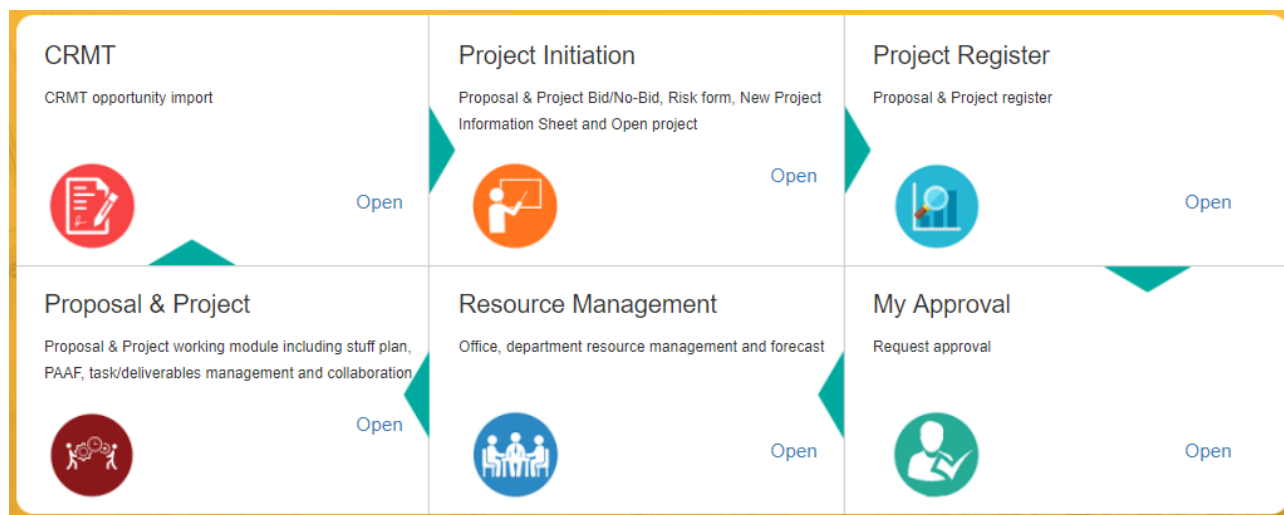 CRMT
CRMT opportunity import
Open
Project Initiation
Proposal & Project Bid/No-Bid, Risk form, New Project
Information Sheet and Open project
Open
Project Register
Proposal & Project register
Open
Proposal & Project
Proposal & Project working module including stuff plan,
PAAF, task/deliverables management and collaboration
Open
Resource Management
Office, department resource management and forecast
Open
My Approval
Request approval
Open